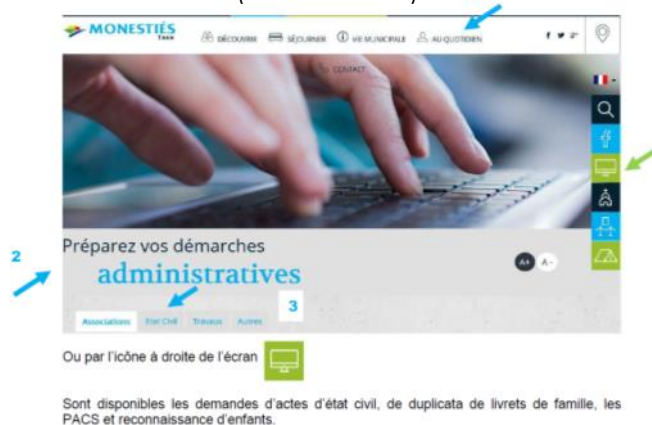 MONESTIÉS
TARN
DÉCOUVRIR
SÉJOURNER
VIE MUNICIPALE
AU QUOTIDIEN
CONTACT
Préparez vos démarches
administratives
2
A+
A-
3
Associations
Etat Civil
Travaux
Autres
Ou par l'icône à droite de l'écran
Sont disponibles les demandes d'actes d'état civil, de duplicata de livrets de famille, les
PACS et reconnaissance d'enfants.